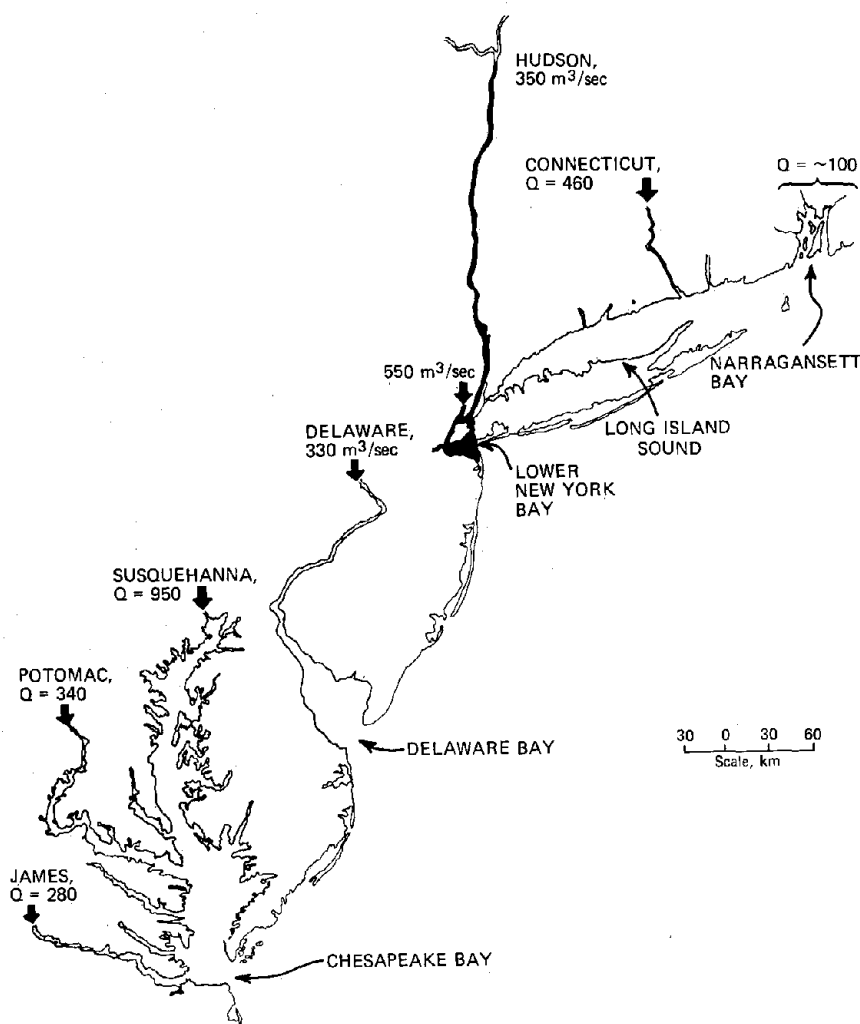 HUDSON,
350 m³/sec
CONNECTICUT,
Q = 460
Q = ~100
NARRAGANSETT
BAY
550 m³/sec
LONG ISLAND
SOUND
DELAWARE,
330 m³/sec
LOWER
NEW YORK
BAY
SUSQUEHANNA,
Q = 950
POTOMAC,
Q = 340
DELAWARE BAY
30 0 30 60
Scale, km
JAMES,
Q = 280
CHESAPEAKE BAY